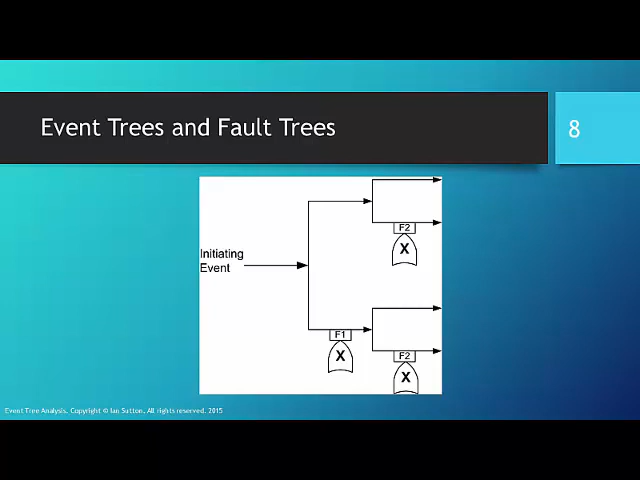 Event Trees and Fault Trees
8
Initiating
Event
F2
X
F1
X
F2
X
Event Tree Analysis. Copyright © Ian Sutton. All rights reserved. 2015